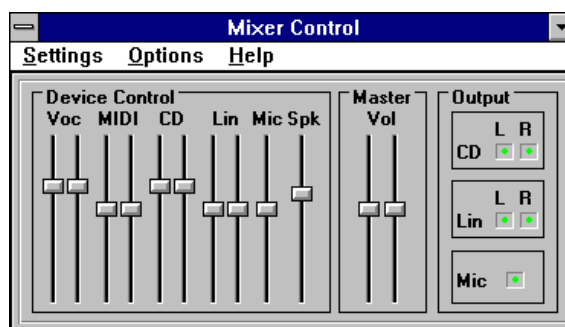 Mixer Control
Settings Options Help
Device Control
Voc MIDI CD Lin Mic Spk
Master
Vol
Output
L R
CD
L R
Lin
Mic